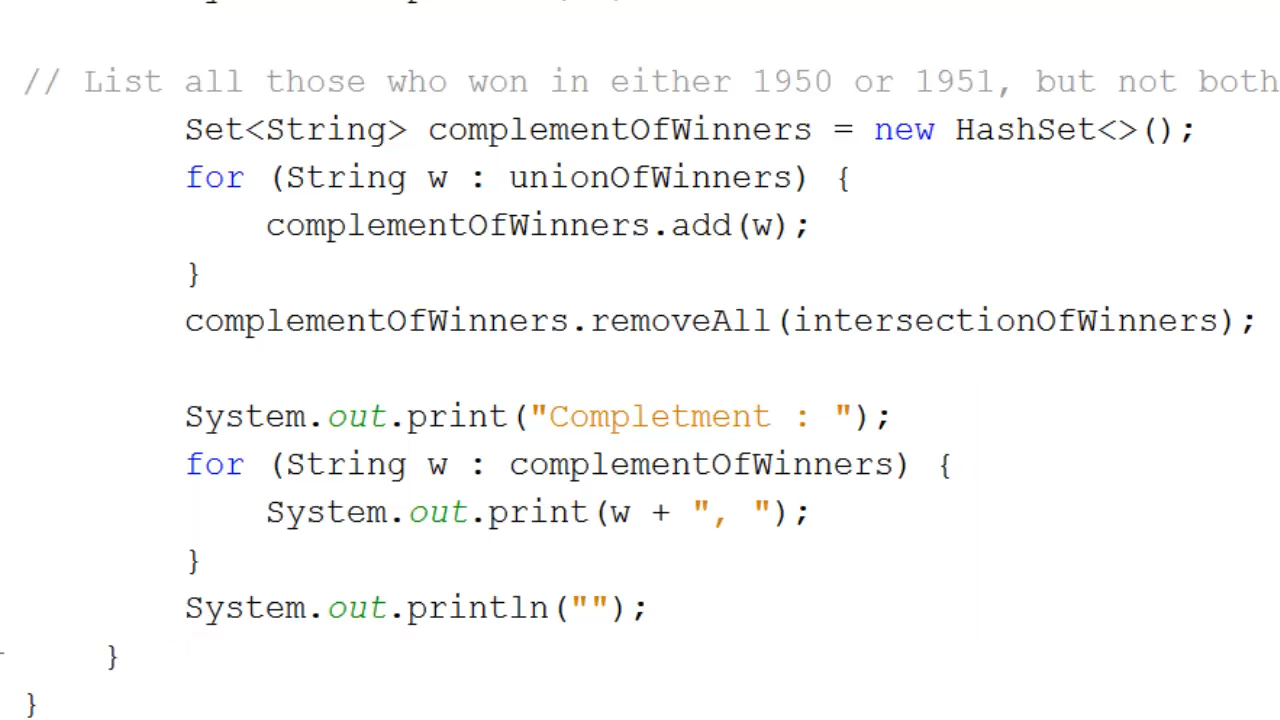 // List all those who won in either 1950 or 1951, but not both
Set<String> complementOfWinners = new HashSet<>();
for (String w : unionOfWinners) {
complementOfWinners.add(w);
}
complementOfWinners.removeAll(intersectionOfWinners);
System.out.print("Completment : ");
for (String w : complementOfWinners) {
System.out.print(w + ", ");
}
System.out.println("");
}
}